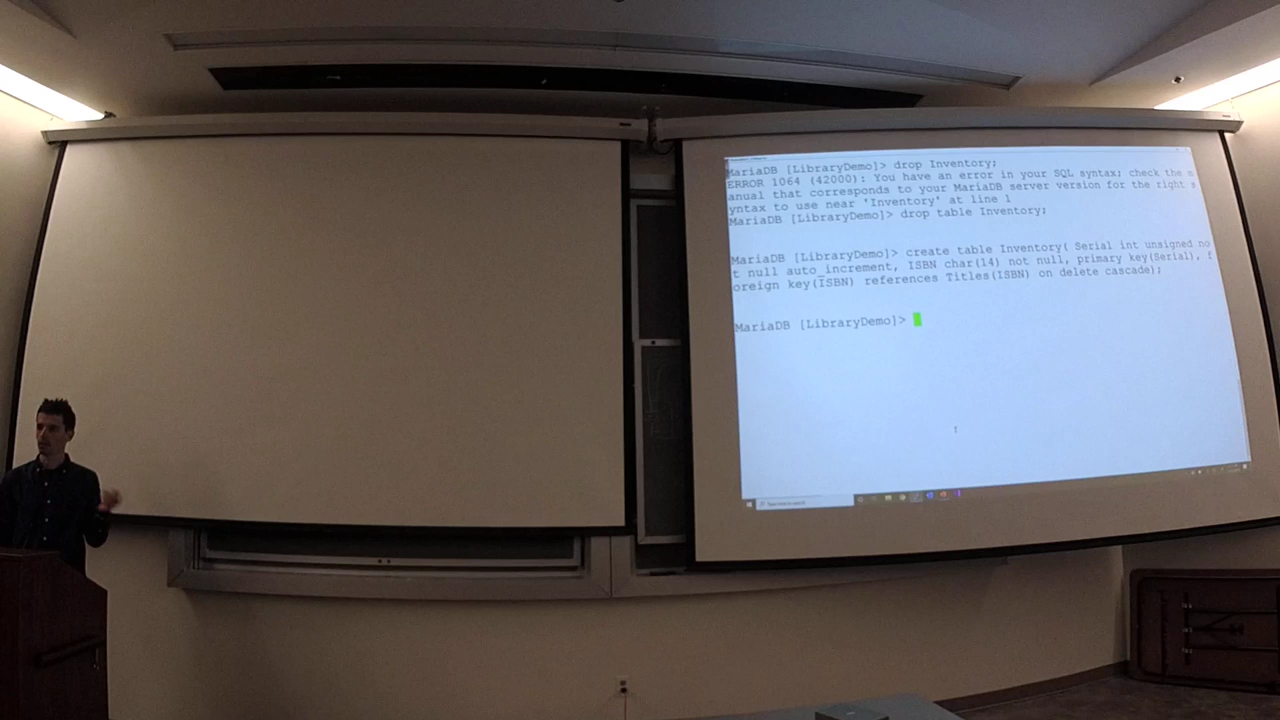 MariaDB [LibraryDemo]> drop Inventory;
ERROR 1064 (42000): You have an error in your SQL syntax; check the m
anual that corresponds to your MariaDB server version for the right s
yntax to use near 'Inventory' at line 1
MariaDB [LibraryDemo]> drop table Inventory;
MariaDB [LibraryDemo]> create table Inventory( Serial int unsigned no
t null auto_increment, ISBN char(14) not null, primary key(Serial), f
oreign key(ISBN) references Titles(ISBN) on delete cascade);
MariaDB [LibraryDemo]>